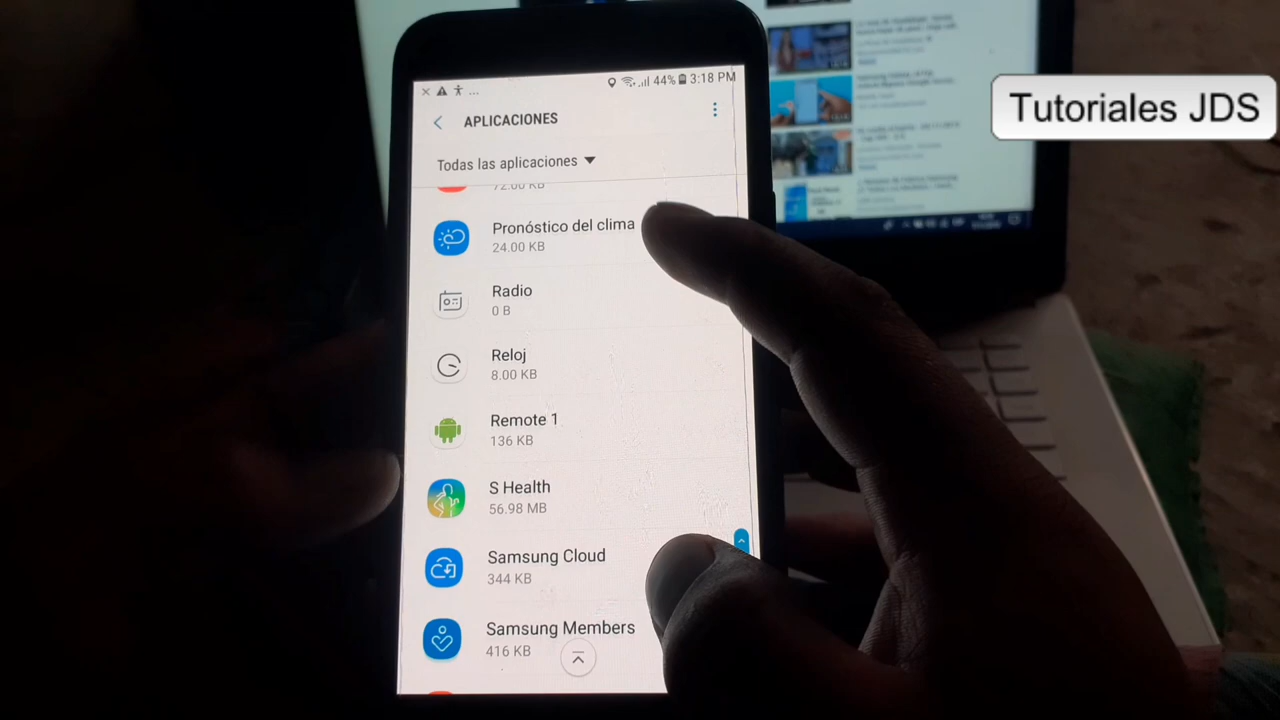 44% 3:18 PM
Tutoriales JDS
APLICACIONES
Todas las aplicaciones
72.00 KB
Pronóstico del clima
24.00 KB
Radio
0 B
Reloj
8.00 KB
Remote 1
136 KB
S Health
56.98 MB
Samsung Cloud
344 KB
Samsung Members
416 KB